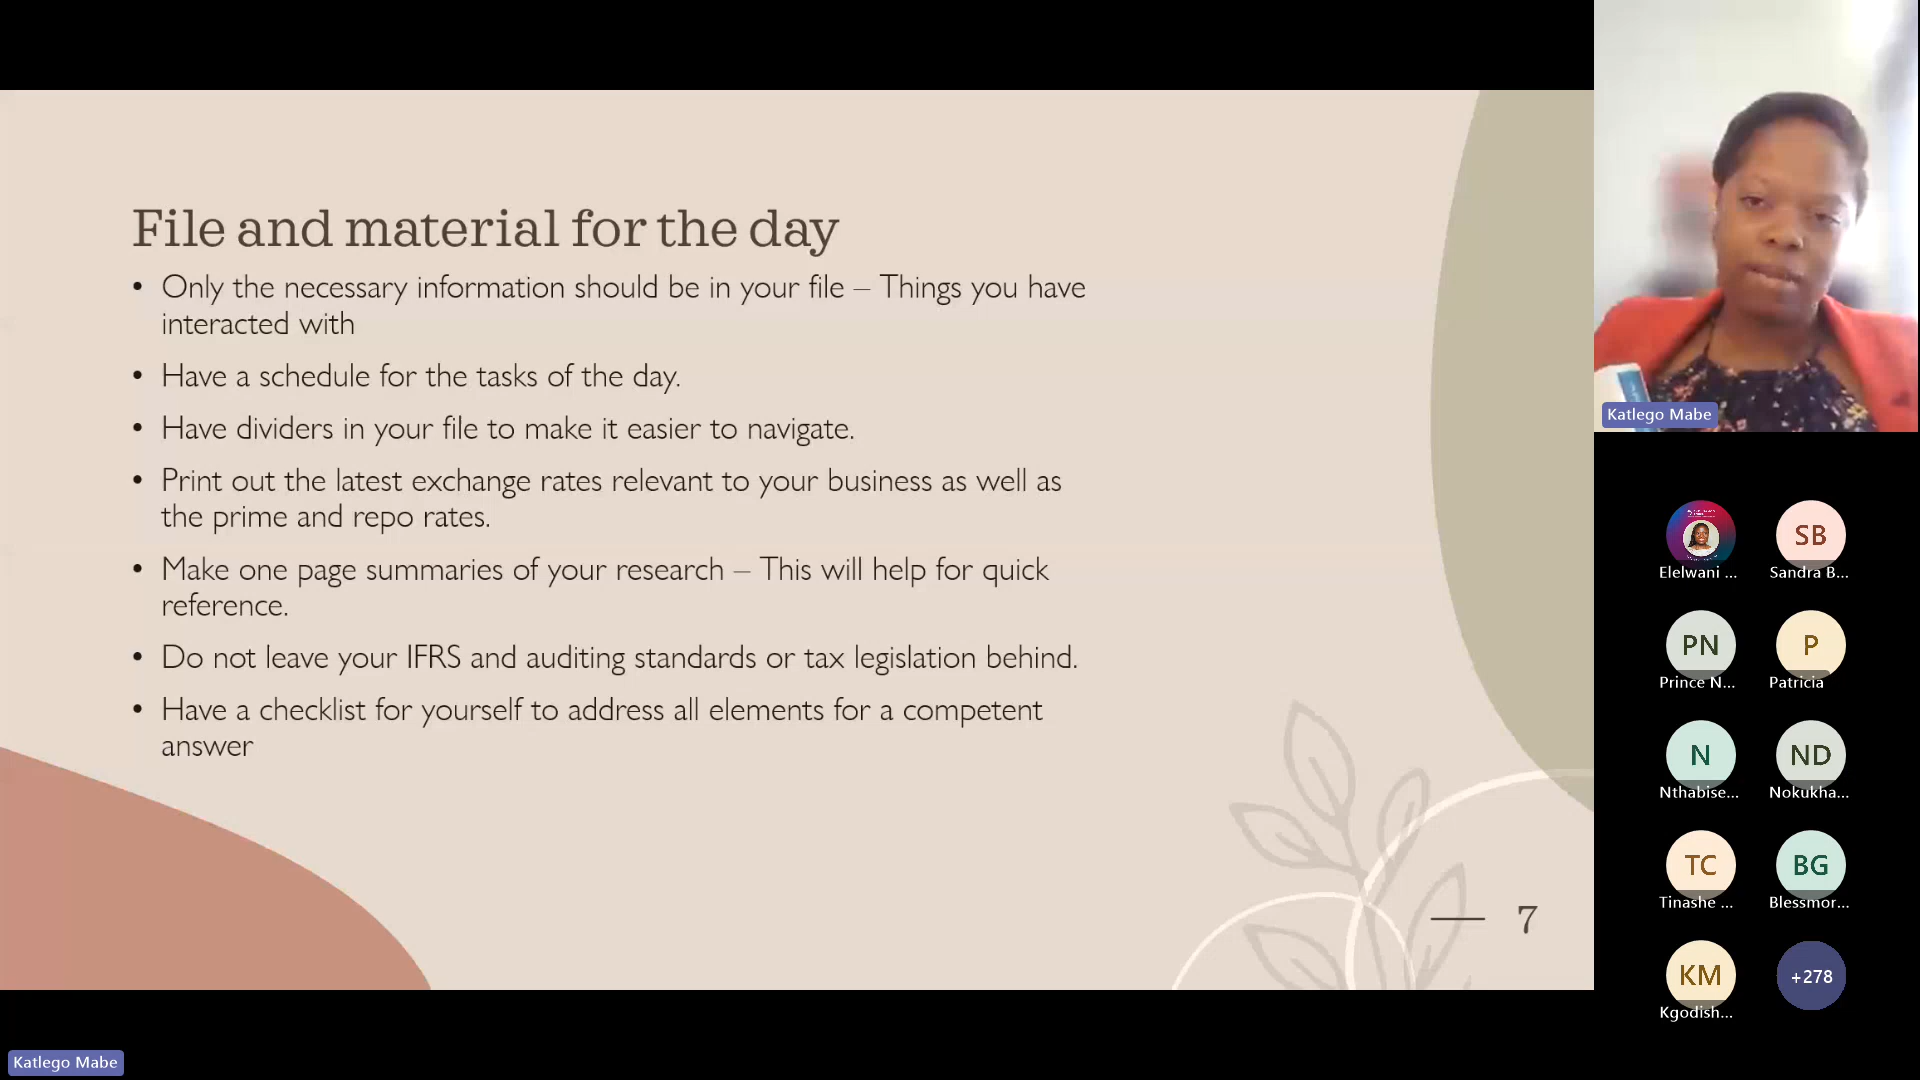 File and material for the day
• Only the necessary information should be in your file – Things you have
interacted with
• Have a schedule for the tasks of the day.
• Have dividers in your file to make it easier to navigate.
• Print out the latest exchange rates relevant to your business as well as
the prime and repo rates.
• Make one page summaries of your research – This will help for quick
reference.
• Do not leave your IFRS and auditing standards or tax legislation behind.
• Have a checklist for yourself to address all elements for a competent
answer
7
Katlego Mabe
Elelwani ...
SB
Sandra B...
PN
Prince N...
P
Patricia
N
Nthabise...
ND
Nokukha...
TC
Tinashe ...
BG
Blessmor...
KM
Kgodish...
+278
Katlego Mabe